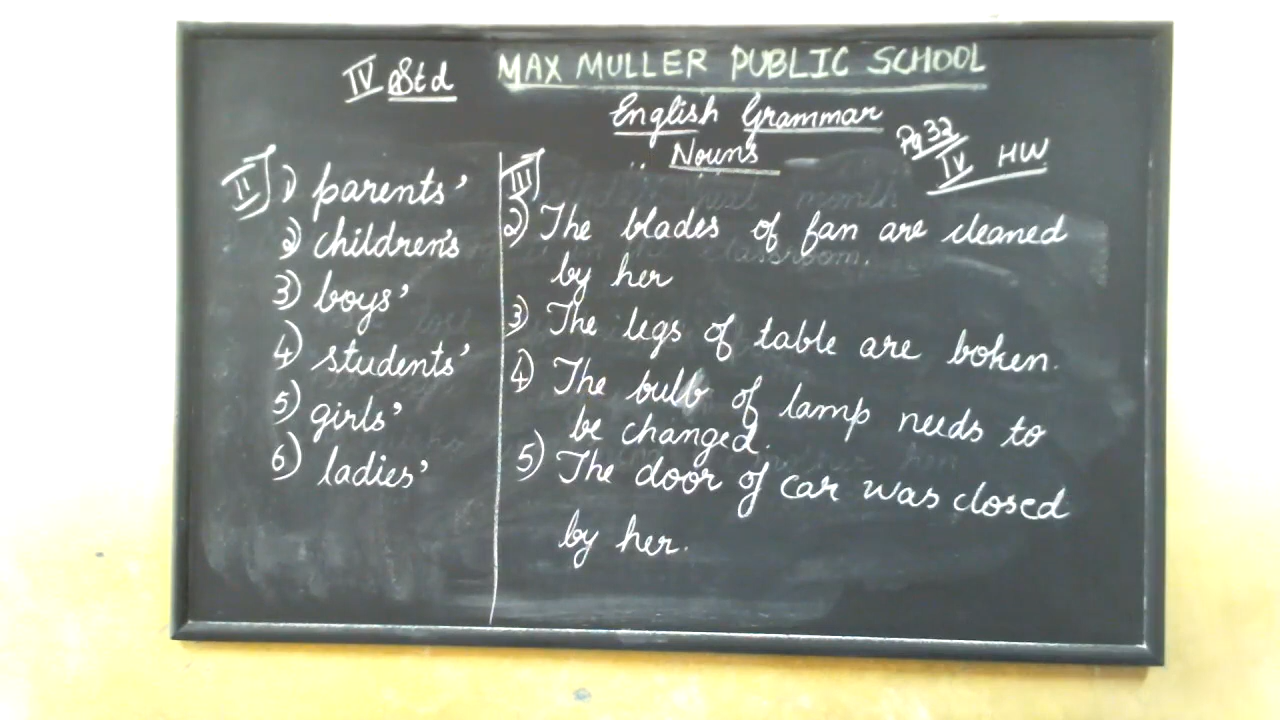 IV Std
MAX MULLER PUBLIC SCHOOL
English Grammar
Nouns
Pg 32
IV HW
II
1) parents'
2) children's
3) boys'
4) students'
5) girls'
6) ladies'
III
2) The blades of fan are cleaned
by her
3) The legs of table are boken.
4) The bulb of lamp needs to
be changed.
5) The door of car was closed
by her.